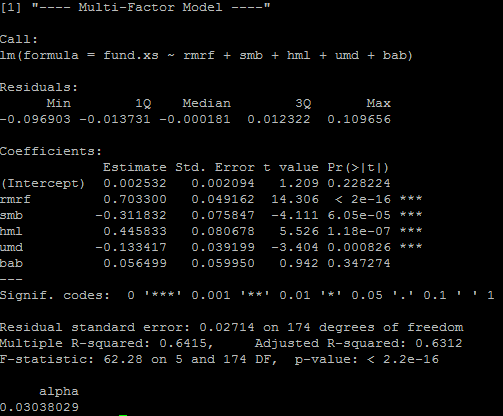 [1] "---- Multi-Factor Model ----"
Call:
lm(formula = fund.xs ~ rmrf + smb + hml + umd + bab)
Residuals:
Min 1Q Median 3Q Max
-0.096903 -0.013731 -0.000181 0.012322 0.109656
Coefficients:
Estimate Std. Error t value Pr(>|t|)
(Intercept) 0.002532 0.002094 1.209 0.228224
rmrf 0.703300 0.049162 14.306 < 2e-16 ***
smb -0.311832 0.075847 -4.111 6.05e-05 ***
hml 0.445833 0.080678 5.526 1.18e-07 ***
umd -0.133417 0.039199 -3.404 0.000826 ***
bab 0.056499 0.059950 0.942 0.347274
---
Signif. codes: 0 '***' 0.001 '**' 0.01 '*' 0.05 '.' 0.1 ' ' 1
Residual standard error: 0.02714 on 174 degrees of freedom
Multiple R-squared: 0.6415, Adjusted R-squared: 0.6312
F-statistic: 62.28 on 5 and 174 DF, p-value: < 2.2e-16
alpha
0.03038029